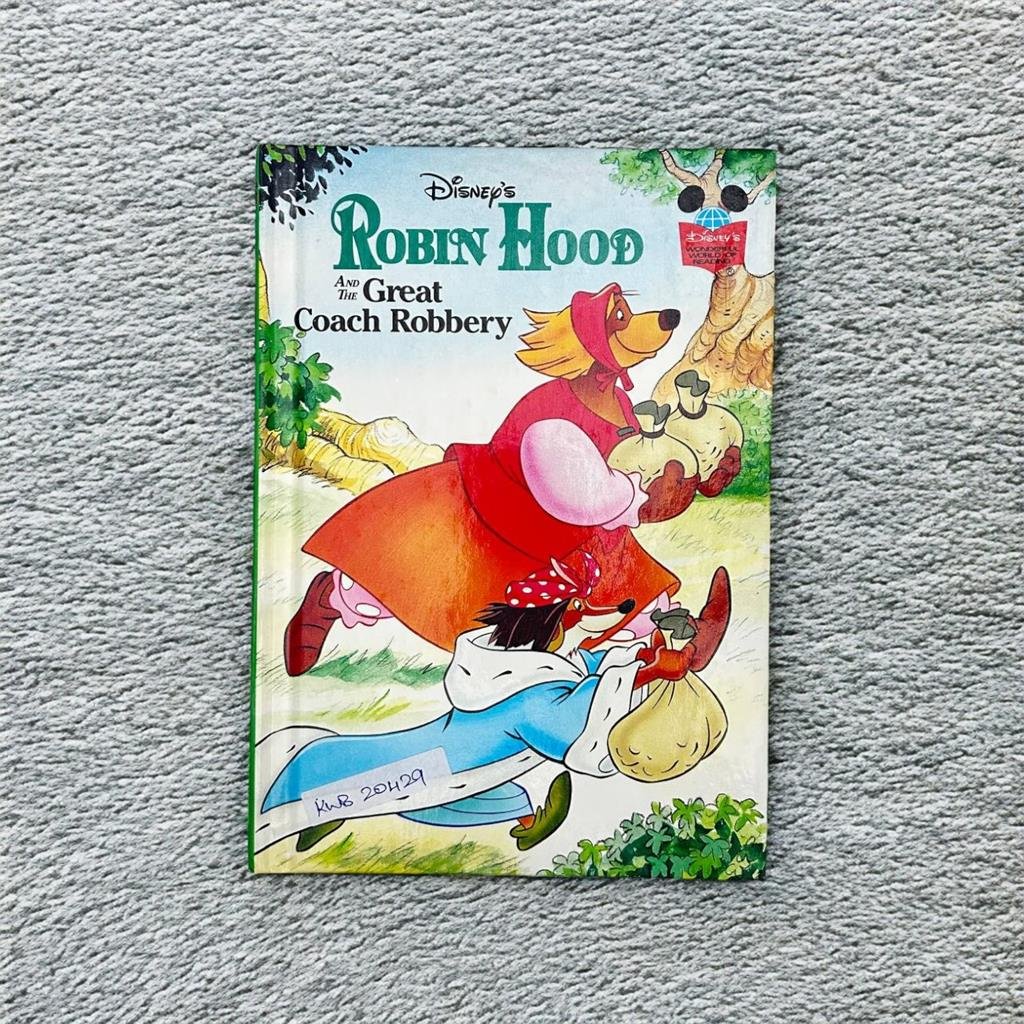 Disney's
ROBIN HOOD
AND THE Great
Coach Robbery
DISNEY'S
WONDERFUL
WORLD OF
READING
KWB 20429